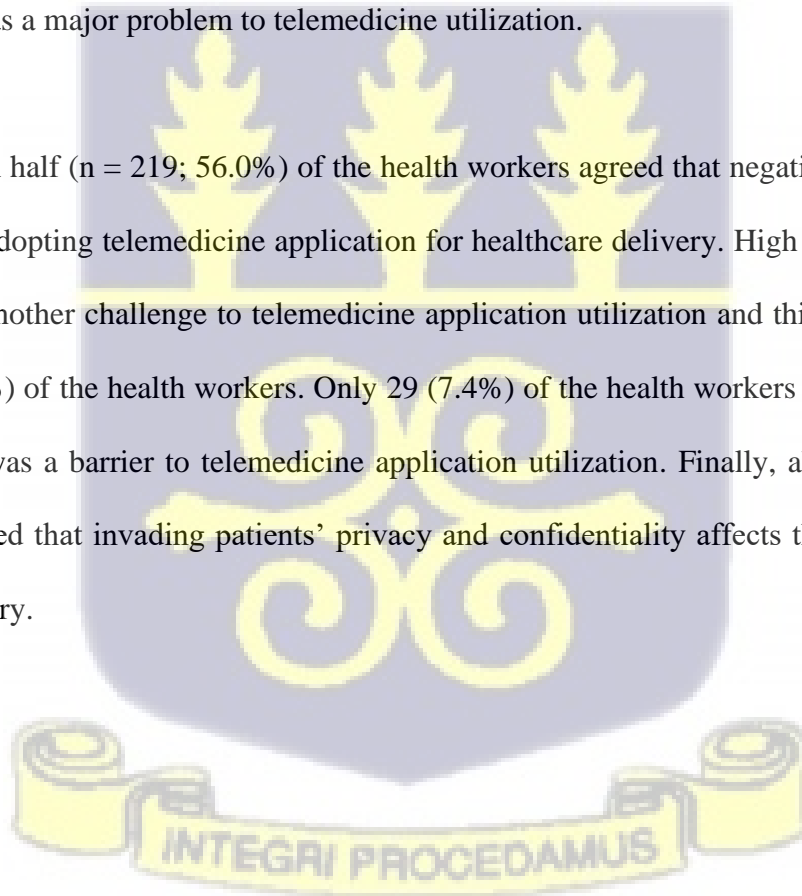 s a major problem to telemedicine utilization.
half (n = 219; 56.0%) of the health workers agreed that negati
dopting telemedicine application for healthcare delivery. High
nother challenge to telemedicine application utilization and thi
) of the health workers. Only 29 (7.4%) of the health workers
was a barrier to telemedicine application utilization. Finally, a
ed that invading patients’ privacy and confidentiality affects t
ry.
INTEGRI PROCEDAMUS